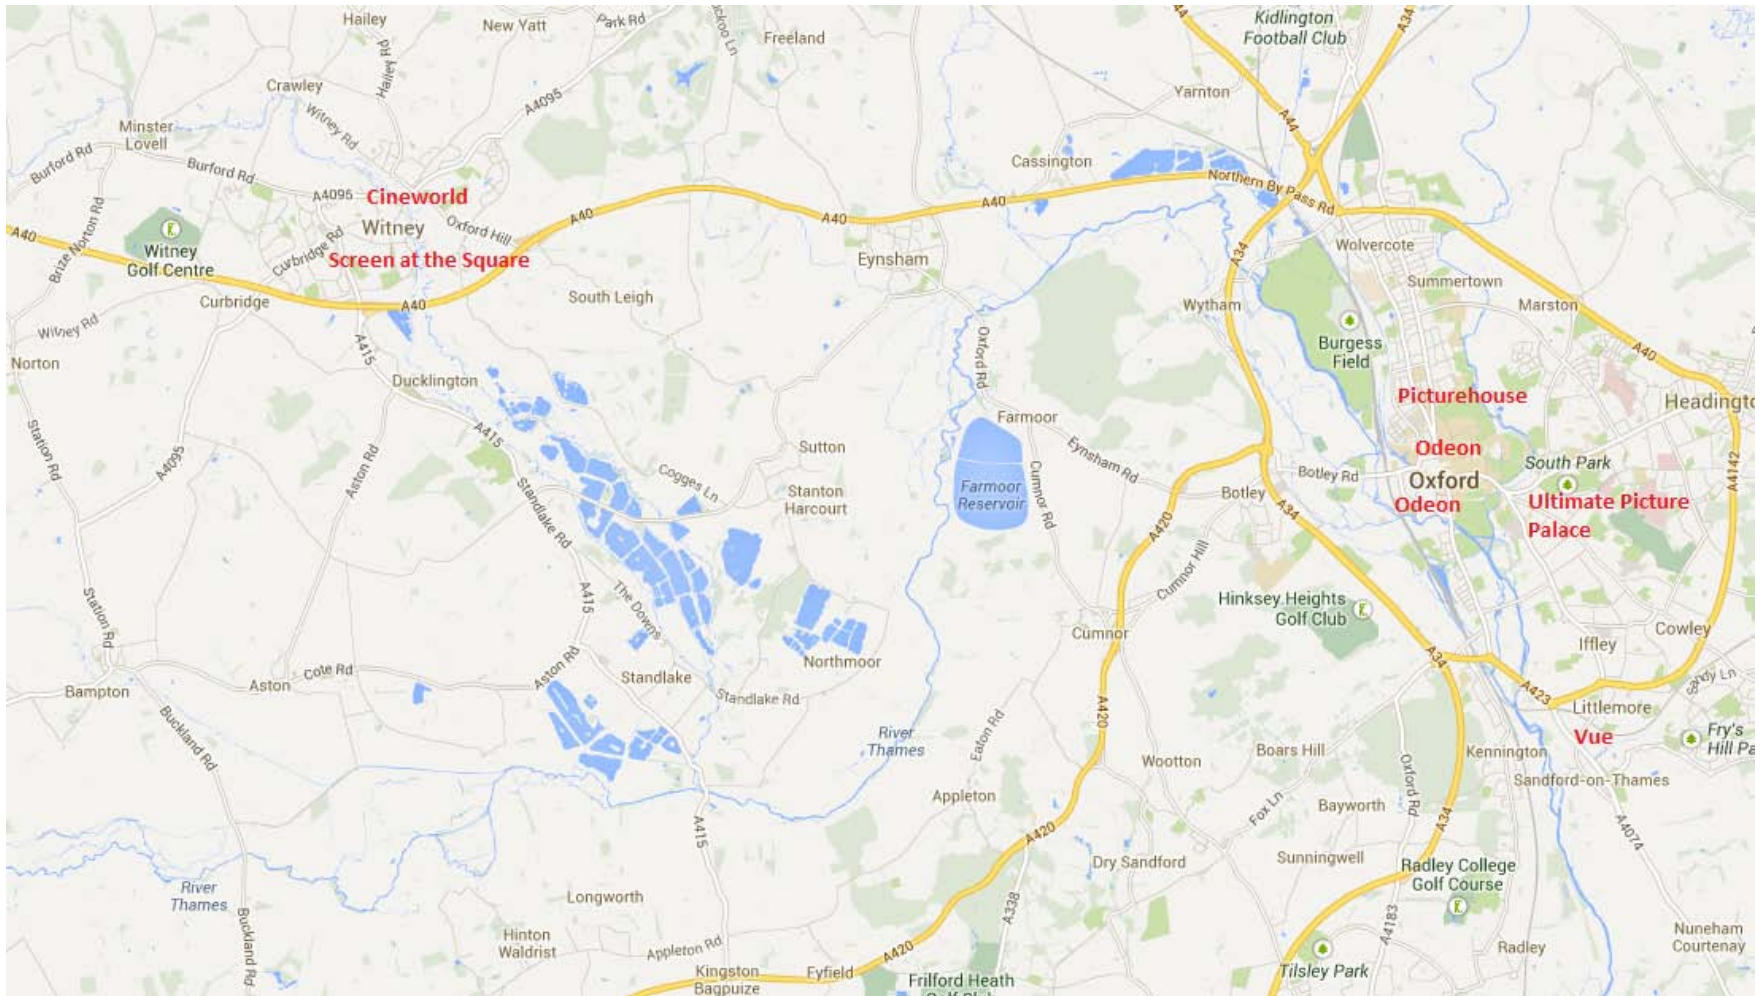 Hailey
New Yatt
Park Rd
Freeland
Kidlington
Football Club
A34
Hailey Rd
Crawley
Witney Rd
A4095
Yarnton
A44
Minster
Lovell
Burford Rd
Burford Rd
A4095
Cineworld
Witney
Oxford Hill
Cassington
Northern By Pass Rd
A40
A40
A40
A40
Brize Norton Rd
Witney
Golf Centre
Curbridge Rd
Screen at the Square
Eynsham
A34
Wolvercote
Summertown
Curbridge
A40
South Leigh
Wytham
Marston
Witney Rd
Norton
A415
Oxford Rd
Burgess
Field
A40
Ducklington
Picturehouse
Headingto
Farmoor
Station Rd
A4095
Aston Rd
A415
Sutton
Eynsham Rd
Odeon
South Park
A4142
Cogges Ln
Stanton
Harcourt
Farmoor
Reservoir
Cumnor Rd
Botley Rd
Botley
Oxford
Odeon
Ultimate Picture
Palace
Standlake Rd
A420
A34
Cumnor Hill
A415
The Downs
Station Rd
Hinksey Heights
Golf Club
Cumnor
Iffley
Cowley
Northmoor
A34
Bampton
Aston
Cote Rd
Aston Rd
Standlake
Standlake Rd
A423
Sandy Ln
Littlemore
A420
Buckland Rd
River
Thames
Eaton Rd
Boars Hill
Wootton
Vue
Fry's
Hill Pa
Kennington
Sandford-on-Thames
Oxford Rd
Appleton
Fox Ln
Bayworth
A34
A4074
A415
A420
Dry Sandford
Sunningwell
Radley College
Golf Course
River
Thames
Longworth
A338
A4183
Buckland Rd
Hinton
Waldrist
Appleton Rd
A420
Radley
Nuneham
Courtenay
Kingston
Bagpuize
Fyfield
Frilford Heath
Tilsley Park